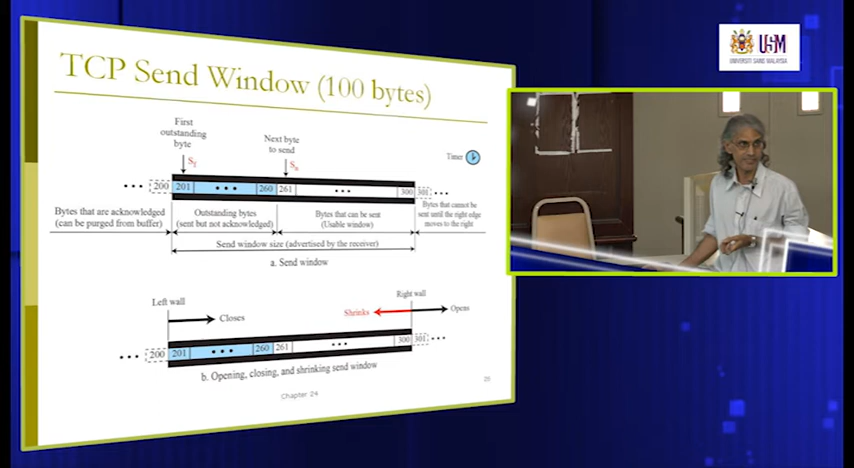 TCP Send Window (100 bytes)
USM
UNIVERSITI SAINS MALAYSIA
First
outstanding
byte
Next byte
to send
Timer
Sf
Sn
200 201 260 261 300 301
Bytes that are acknowledged
(can be purged from buffer)
Outstanding bytes
(sent but not acknowledged)
Bytes that can be sent
(Usable window)
Bytes that cannot be
sent until the right edge
moves to the right
Send window size (advertised by the receiver)
a. Send window
Left wall
Right wall
Closes
Shrinks
Opens
200 201 260 261 300 301
b. Opening, closing, and shrinking send window
Chapter 24